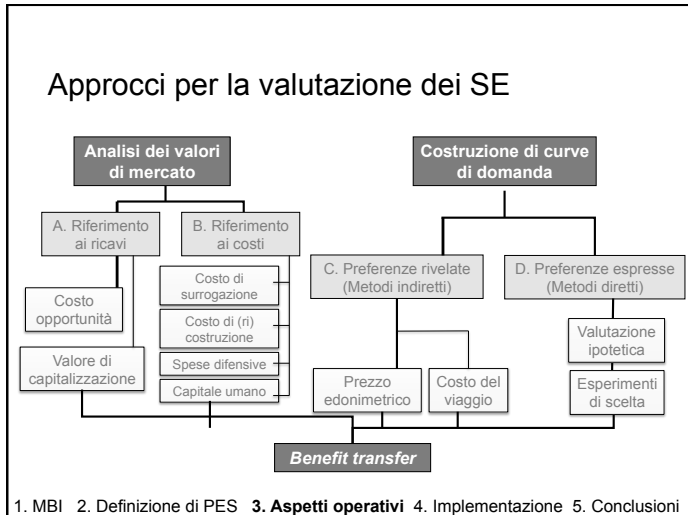 Approcci per la valutazione dei SE
Analisi dei valori
di mercato
Costruzione di curve
di domanda
A. Riferimento
ai ricavi
B. Riferimento
ai costi
C. Preferenze rivelate
(Metodi indiretti)
D. Preferenze espresse
(Metodi diretti)
Costo
opportunità
Valore di
capitalizzazione
Costo di
surrogazione
Costo di (ri)
costruzione
Spese difensive
Capitale umano
Prezzo
edonimetrico
Costo del
viaggio
Valutazione
ipotetica
Esperimenti
di scelta
Benefit transfer
1. MBI 2. Definizione di PES 3. Aspetti operativi 4. Implementazione 5. Conclusioni